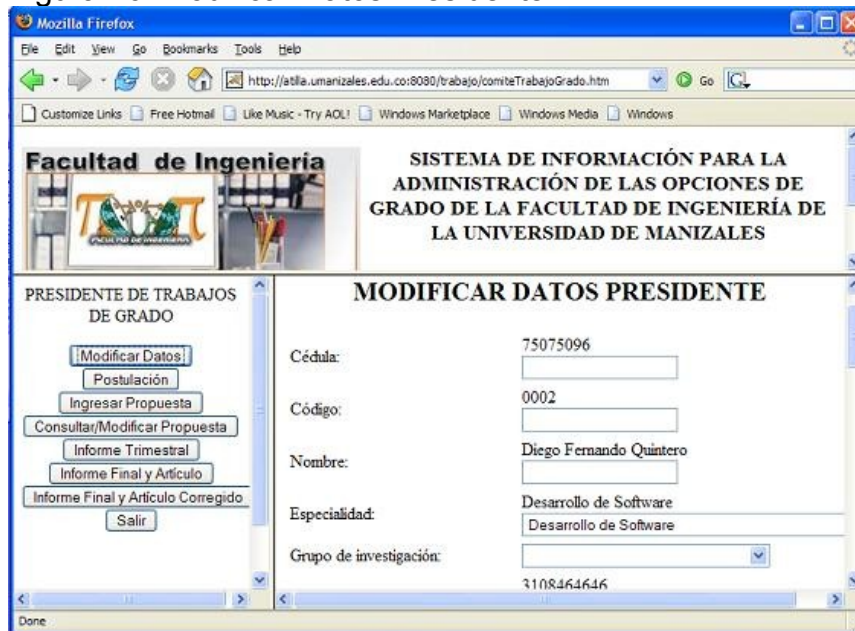 Mozilla Firefox
File Edit View Go Bookmarks Tools Help
http://atilla.umanizales.edu.co:8080/trabajo/comiteTrabajoGrado.htm Go
Customize Links Free Hotmail Like Music - Try AOL! Windows Marketplace Windows Media Windows
Facultad de Ingeniería
FACULTAD DE INGENIERIA
SISTEMA DE INFORMACIÓN PARA LA
ADMINISTRACIÓN DE LAS OPCIONES DE
GRADO DE LA FACULTAD DE INGENIERÍA DE
LA UNIVERSIDAD DE MANIZALES
PRESIDENTE DE TRABAJOS
DE GRADO
Modificar Datos
Postulación
Ingresar Propuesta
Consultar/Modificar Propuesta
Informe Trimestral
Informe Final y Artículo
Informe Final y Artículo Corregido
Salir
MODIFICAR DATOS PRESIDENTE
Cédula: 75075096
Código: 0002
Nombre: Diego Fernando Quintero
Especialidad: Desarrollo de Software
Desarrollo de Software
Grupo de investigación:
3108464646
Done